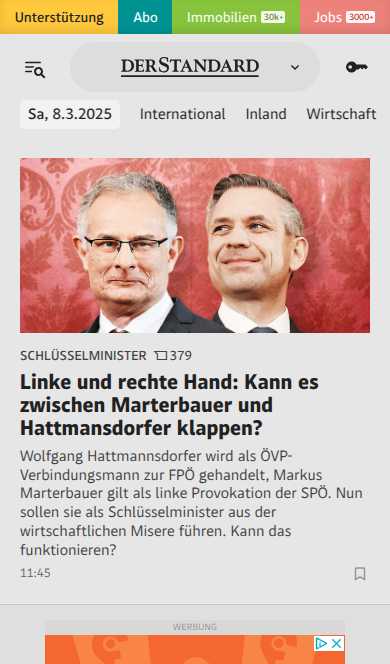 Unterstützung Abo Immobilien 30k+ Jobs 3000+
DERSTANDARD
Sa, 8.3.2025 International Inland Wirtschaft
SCHLÜSSELMINISTER 379
Linke und rechte Hand: Kann es
zwischen Marterbauer und
Hattmansdorfer klappen?
Wolfgang Hattmannsdorfer wird als ÖVP-
Verbindungsmann zur FPÖ gehandelt, Markus
Marterbauer gilt als linke Provokation der SPÖ. Nun
sollen sie als Schlüsselminister aus der
wirtschaftlichen Misere führen. Kann das
funktionieren?
11:45
WERBUNG